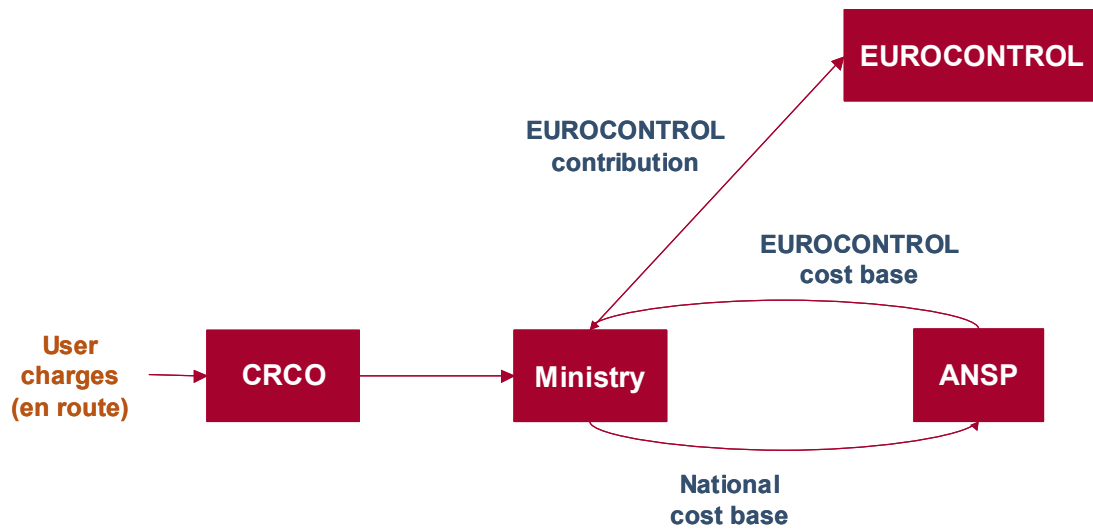 EUROCONTROL
EUROCONTROL
contribution
EUROCONTROL
cost base
User
charges
(en route)
CRCO
Ministry
ANSP
National
cost base